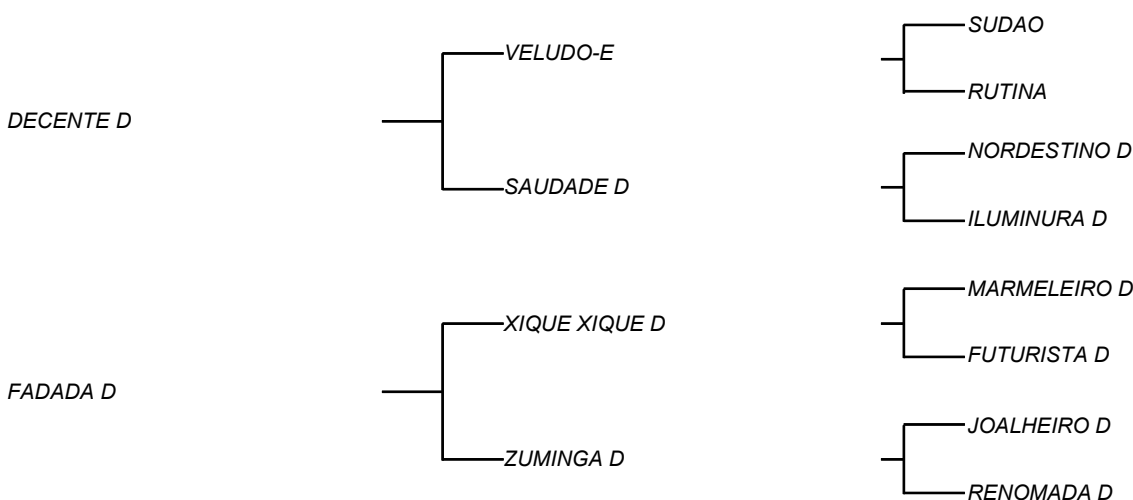 SUDAO
VELUDO-E
RUTINA
DECENTE D
NORDESTINO D
SAUDADE D
ILUMINURA D
MARMELEIRO D
XIQUE XIQUE D
FUTURISTA D
FADADA D
JOALHEIRO D
ZUMINGA D
RENOMADA D